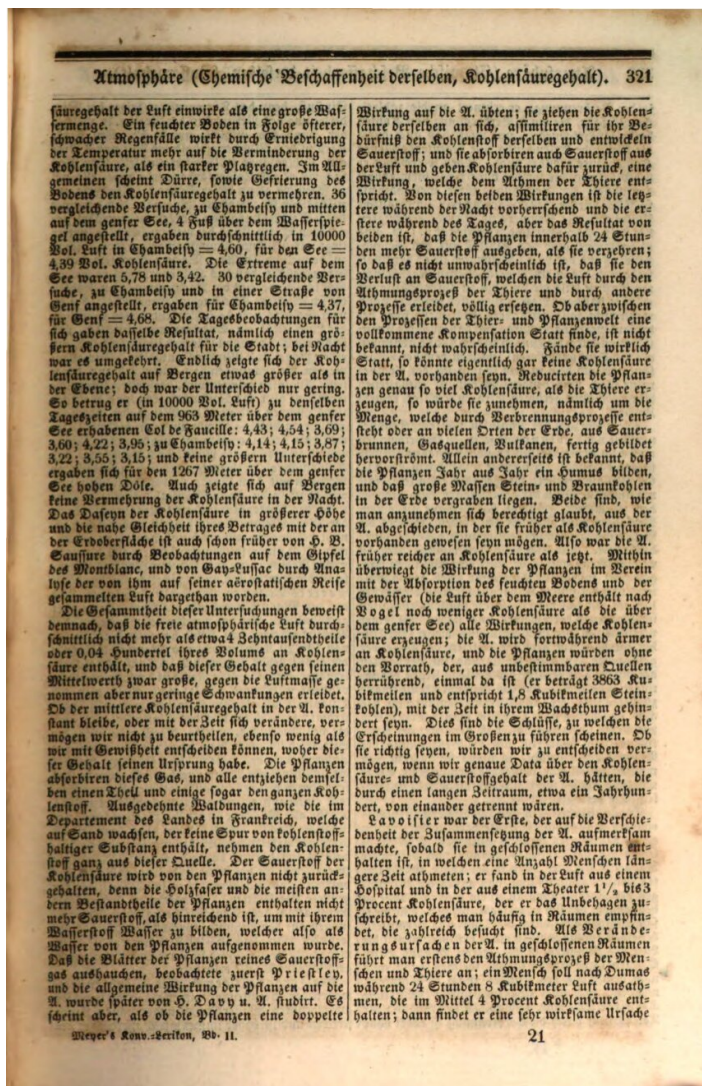 Atmosphäre (Chemische Beschaffenheit derselben, Kohlensäuregehalt). 321
säuregehalt der Luft einwirke als eine große Was-
sermenge. Ein feuchter Boden in Folge öfterer,
schwacher Regenfälle wirkt durch Erniedrigung
der Temperatur mehr auf die Verminderung der
Kohlensäure, als ein starker Platzregen. Im All-
gemeinen scheint Dürre, sowie Gefrierung des
Bodens den Kohlensäuregehalt zu vermehren. 36
vergleichende Versuche, zu Chambeisy und mitten
auf dem genfer See, 4 Fuß über dem Wasserspie-
gel angestellt, ergaben durchschnittlich in 10000
Vol. Luft in Chambeisy = 4,60, für den See =
4,39 Vol. Kohlensäure. Die Extreme auf dem
See waren 5,78 und 3,42. 30 vergleichende Ver-
suche, zu Chambeisy und in einer Straße von
Genf angestellt, ergaben für Chambeisy = 4,37,
für Genf = 4,68. Die Tagesbeobachtungen für
sich gaben dasselbe Resultat, nämlich einen grö-
ßern Kohlensäuregehalt für die Stadt; bei Nacht
war es umgekehrt. Endlich zeigte sich der Koh-
lensäuregehalt auf Bergen etwas größer als in
der Ebene; doch war der Unterschied nur gering.
So betrug er (in 10000 Vol. Luft) zu denselben
Tageszeiten auf dem 963 Meter über dem genfer
See erhabenen Col de Faucille: 4,43; 4,54; 3,69;
3,60; 4,22; 3,95; zu Chambeisy: 4,14; 4,15; 3,87;
3,22; 3,55; 3,15; und keine größern Unterschiede
ergaben sich für den 1267 Meter über dem genfer
See hohen Dôle. Auch zeigte sich auf Bergen
keine Vermehrung der Kohlensäure in der Nacht.
Das Daseyn der Kohlensäure in größerer Höhe
und die nahe Gleichheit ihres Betrages mit der an
der Erdoberfläche ist auch schon früher von H. B.
Saussure durch Beobachtungen auf dem Gipfel
des Montblanc, und von Gay-Lussac durch Ana-
lyse der von ihm auf seiner aërostatischen Reise
gesammelten Luft dargethan worden.
Die Gesammtheit dieser Untersuchungen beweist
demnach, daß die freie atmosphärische Luft durch-
schnittlich nicht mehr als etwa 4 Zehntausendtheile
oder 0,04 Hundertel ihres Volums an Kohlen-
säure enthält, und daß dieser Gehalt gegen seinen
Mittelwerth zwar große, gegen die Luftmasse ge-
nommen aber nur geringe Schwankungen erleidet.
Ob der mittlere Kohlensäuregehalt in der A. kon-
stant bleibe, oder mit der Zeit sich verändere, ver-
mögen wir nicht zu beurtheilen, ebenso wenig als
wir mit Gewißheit entscheiden können, woher die-
ser Gehalt seinen Ursprung habe. Die Pflanzen
absorbiren dieses Gas, und alle entziehen demsel-
ben einen Theil und einige sogar den ganzen Koh-
lenstoff. Ausgedehnte Waldungen, wie die im
Departement des Landes in Frankreich, welche
auf Sand wachsen, der keine Spur von kohlenstoff-
haltiger Substanz enthält, nehmen den Kohlen-
stoff ganz aus dieser Quelle. Der Sauerstoff der
Kohlensäure wird von den Pflanzen nicht zurück-
gehalten, denn die Holzfaser und die meisten an-
dern Bestandtheile der Pflanzen enthalten nicht
mehr Sauerstoff, als hinreichend ist, um mit ihrem
Wasserstoff Wasser zu bilden, welcher also als
Wasser von den Pflanzen aufgenommen wurde.
Daß die Blätter der Pflanzen reines Sauerstoff-
gas aushauchen, beobachtete zuerst Priestley,
und die allgemeine Wirkung der Pflanzen auf die
A. wurde später von H. Davy u. A. studirt. Es
scheint aber, als ob die Pflanzen eine doppelte
Wirkung auf die A. übten; sie ziehen die Kohlen-
säure derselben an sich, assimiliren für ihr Be-
dürfniß den Kohlenstoff derselben und entwickeln
Sauerstoff; und sie absorbiren auch Sauerstoff aus
der Luft und geben Kohlensäure dafür zurück, eine
Wirkung, welche dem Athmen der Thiere ent-
spricht. Von diesen beiden Wirkungen ist die letz-
tere während der Nacht vorherrschend und die er-
stere während des Tages, aber das Resultat von
beiden ist, daß die Pflanzen innerhalb 24 Stun-
den mehr Sauerstoff ausgeben, als sie verzehren;
so daß es nicht unwahrscheinlich ist, daß sie den
Verlust an Sauerstoff, welchen die Luft durch den
Athmungsprozeß der Thiere und durch andere
Prozesse erleidet, völlig ersetzen. Ob aber zwischen
den Prozessen der Thier- und Pflanzenwelt eine
vollkommene Kompensation Statt finde, ist nicht
bekannt, nicht wahrscheinlich. Fände sie wirklich
Statt, so könnte eigentlich gar keine Kohlensäure
in der A. vorhanden seyn. Reducirten die Pflan-
zen genau so viel Kohlensäure, als die Thiere er-
zeugen, so würde sie zunehmen, nämlich um die
Menge, welche durch Verbrennungsprozesse ent-
steht oder an vielen Orten der Erde, aus Sauer-
brunnen, Gasquellen, Vulkanen, fertig gebildet
hervorströmt. Allein andererseits ist bekannt, daß
die Pflanzen Jahr aus Jahr ein Humus bilden,
und daß große Massen Stein- und Braunkohlen
in der Erde vergraben liegen. Beide sind, wie
man anzunehmen sich berechtigt glaubt, aus der
A. abgeschieden, in der sie früher als Kohlensäure
vorhanden gewesen seyn mögen. Also war die A.
früher reicher an Kohlensäure als jetzt. Mithin
überwiegt die Wirkung der Pflanzen im Verein
mit der Absorption des feuchten Bodens und der
Gewässer (die Luft über dem Meere enthält nach
Vogel noch weniger Kohlensäure als die über
dem genfer See) alle Wirkungen, welche Kohlen-
säure erzeugen; die A. wird fortwährend ärmer
an Kohlensäure, und die Pflanzen würden ohne
den Vorrath, der, aus unbestimmbaren Quellen
herrührend, einmal da ist (er beträgt 3863 Ku-
bikmeilen und entspricht 1,8 Kubikmeilen Stein-
kohlen), mit der Zeit in ihrem Wachsthum gehin-
dert seyn. Dies sind die Schlüsse, zu welchen die
Erscheinungen im Großen zu führen scheinen. Ob
sie richtig seyen, würden wir zu entscheiden ver-
mögen, wenn wir genaue Data über den Kohlen-
säure- und Sauerstoffgehalt der A. hätten, die
durch einen langen Zeitraum, etwa ein Jahrhun-
dert, von einander getrennt wären.
Lavoisier war der Erste, der auf die Verschie-
denheit der Zusammensetzung der A. aufmerksam
machte, sobald sie in geschlossenen Räumen ent-
halten ist, in welchen eine Anzahl Menschen län-
gere Zeit athmeten; er fand in der Luft aus einem
Hospital und in der aus einem Theater 1½ bis 3
Procent Kohlensäure, der er das Unbehagen zu-
schreibt, welches man häufig in Räumen empfin-
det, die zahlreich besucht sind. Als Verände-
rungsursachen der A. in geschlossenen Räumen
führt man erstens den Athmungsprozeß der Men-
schen und Thiere an; ein Mensch soll nach Dumas
während 24 Stunden 8 Kubikmeter Luft ausath-
men, die im Mittel 4 Procent Kohlensäure ent-
halten; dann findet er eine sehr wirksame Ursache
Meyer's Konv.-Lexikon, Bd. II. 21